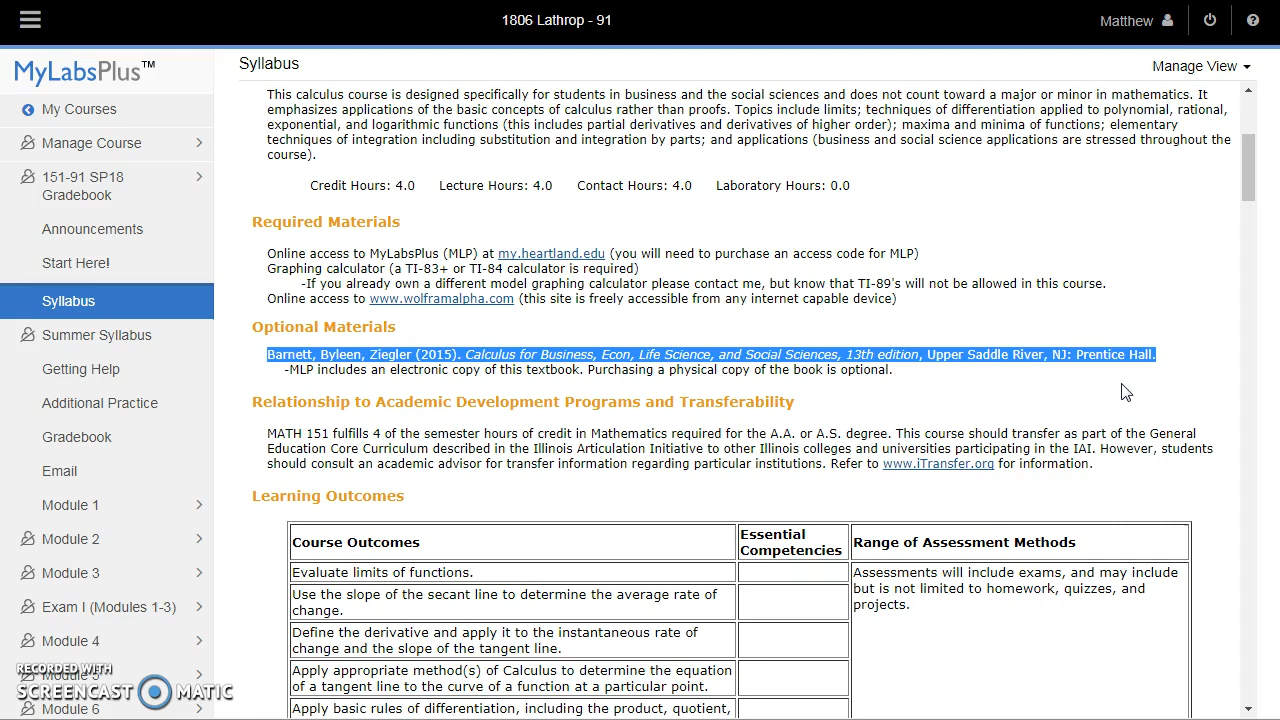 1806 Lathrop - 91
Matthew
MyLabsPlus™
My Courses
Manage Course
151-91 SP18
Gradebook
Announcements
Start Here!
Syllabus
Summer Syllabus
Getting Help
Additional Practice
Gradebook
Email
Module 1
Module 2
Module 3
Exam I (Modules 1-3)
Module 4
Module 5
Module 6
RECORDED WITH
SCREENCAST MATIC
Syllabus
Manage View
This calculus course is designed specifically for students in business and the social sciences and does not count toward a major or minor in mathematics. It
emphasizes applications of the basic concepts of calculus rather than proofs. Topics include limits; techniques of differentiation applied to polynomial, rational,
exponential, and logarithmic functions (this includes partial derivatives and derivatives of higher order); maxima and minima of functions; elementary
techniques of integration including substitution and integration by parts; and applications (business and social science applications are stressed throughout the
course).
Credit Hours: 4.0 Lecture Hours: 4.0 Contact Hours: 4.0 Laboratory Hours: 0.0
Required Materials
Online access to MyLabsPlus (MLP) at my.heartland.edu (you will need to purchase an access code for MLP)
Graphing calculator (a TI-83+ or TI-84 calculator is required)
-If you already own a different model graphing calculator please contact me, but know that TI-89's will not be allowed in this course.
Online access to www.wolframalpha.com (this site is freely accessible from any internet capable device)
Optional Materials
Barnett, Byleen, Ziegler (2015). Calculus for Business, Econ, Life Science, and Social Sciences, 13th edition, Upper Saddle River, NJ: Prentice Hall.
-MLP includes an electronic copy of this textbook. Purchasing a physical copy of the book is optional.
Relationship to Academic Development Programs and Transferability
MATH 151 fulfills 4 of the semester hours of credit in Mathematics required for the A.A. or A.S. degree. This course should transfer as part of the General
Education Core Curriculum described in the Illinois Articulation Initiative to other Illinois colleges and universities participating in the IAI. However, students
should consult an academic advisor for transfer information regarding particular institutions. Refer to www.iTransfer.org for information.
Learning Outcomes
Course Outcomes
Essential
Competencies
Range of Assessment Methods
Evaluate limits of functions.
Use the slope of the secant line to determine the average rate of
change.
Define the derivative and apply it to the instantaneous rate of
change and the slope of the tangent line.
Apply appropriate method(s) of Calculus to determine the equation
of a tangent line to the curve of a function at a particular point.
Apply basic rules of differentiation, including the product, quotient,
Assessments will include exams, and may include
but is not limited to homework, quizzes, and
projects.